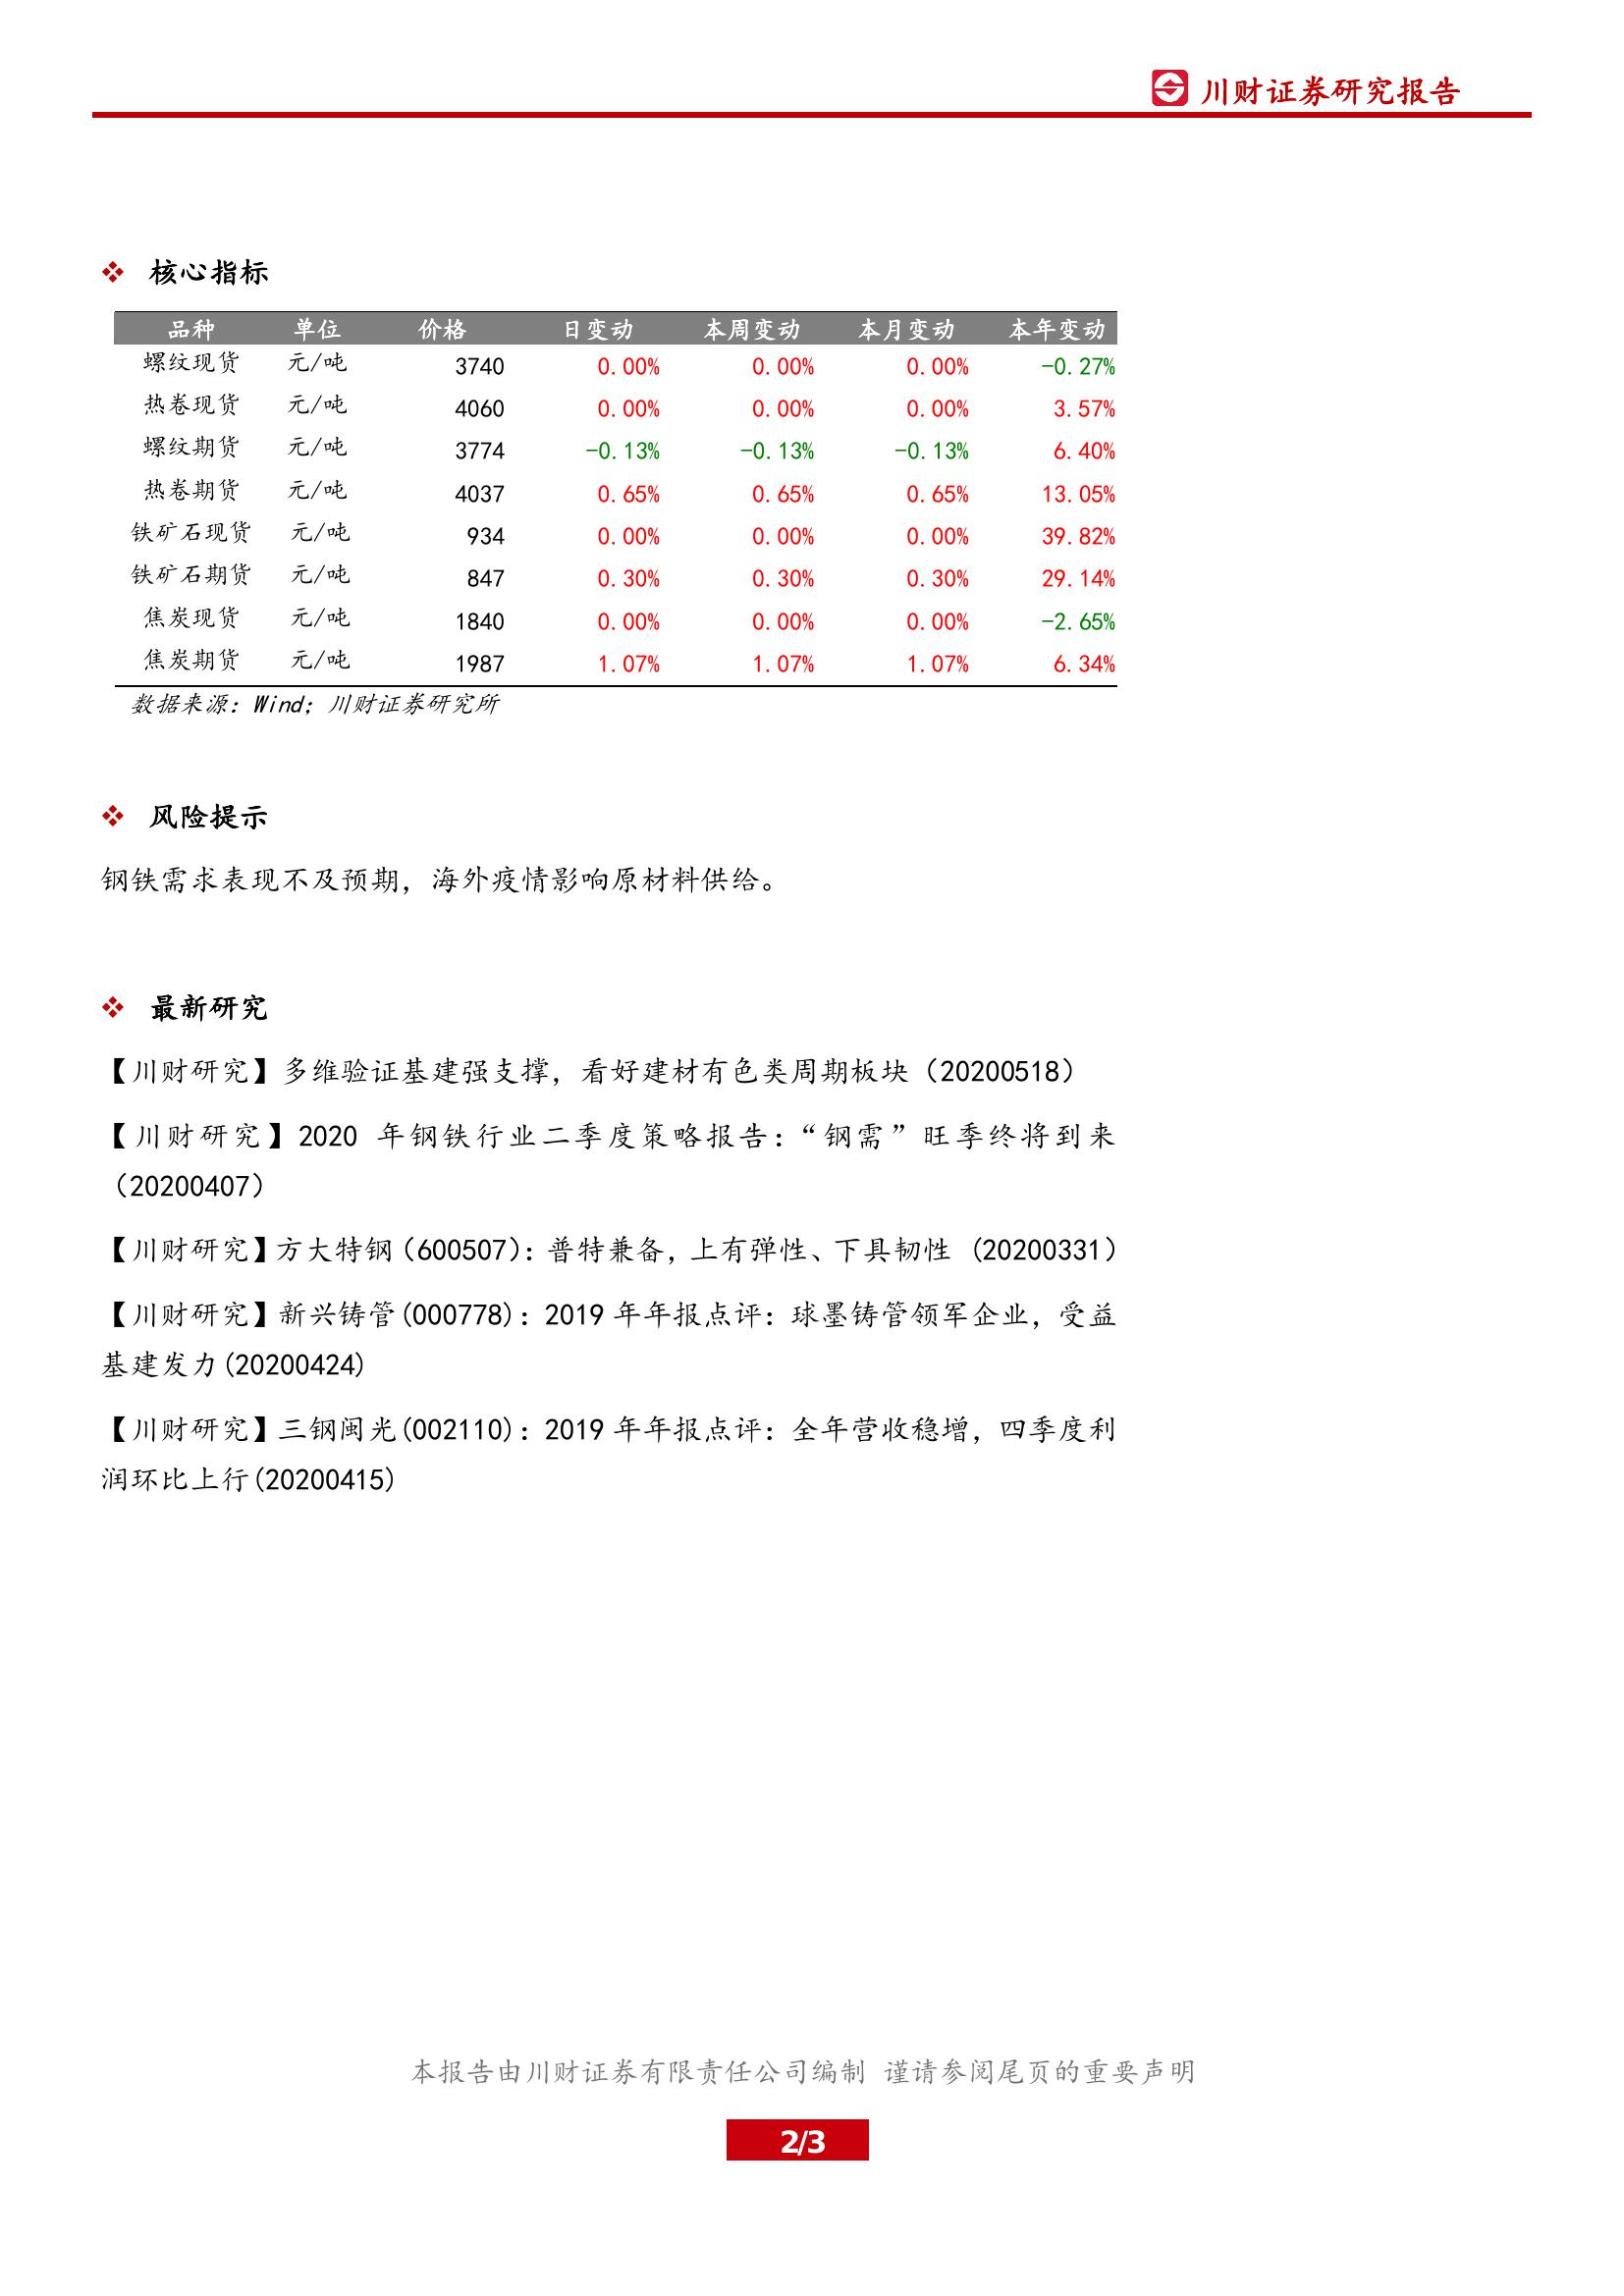 川财证券研究报告
核心指标
品种 单位 价格 日变动 本周变动 本月变动 本年变动
螺纹现货 元/吨 3740 0.00% 0.00% 0.00% -0.27%
热卷现货 元/吨 4060 0.00% 0.00% 0.00% 3.57%
螺纹期货 元/吨 3774 -0.13% -0.13% -0.13% 6.40%
热卷期货 元/吨 4037 0.65% 0.65% 0.65% 13.05%
铁矿石现货 元/吨 934 0.00% 0.00% 0.00% 39.82%
铁矿石期货 元/吨 847 0.30% 0.30% 0.30% 29.14%
焦炭现货 元/吨 1840 0.00% 0.00% 0.00% -2.65%
焦炭期货 元/吨 1987 1.07% 1.07% 1.07% 6.34%
数据来源：Wind；川财证券研究所
风险提示
钢铁需求表现不及预期，海外疫情影响原材料供给。
最新研究
【川财研究】多维验证基建强支撑，看好建材有色类周期板块（20200518）
【川财研究】2020 年钢铁行业二季度策略报告：“钢需”旺季终将到来
（20200407）
【川财研究】方大特钢（600507）：普特兼备，上有弹性、下具韧性 (20200331）
【川财研究】新兴铸管(000778)：2019 年年报点评：球墨铸管领军企业，受益
基建发力(20200424)
【川财研究】三钢闽光(002110)：2019 年年报点评：全年营收稳增，四季度利
润环比上行(20200415)
本报告由川财证券有限责任公司编制 谨请参阅尾页的重要声明
2/3